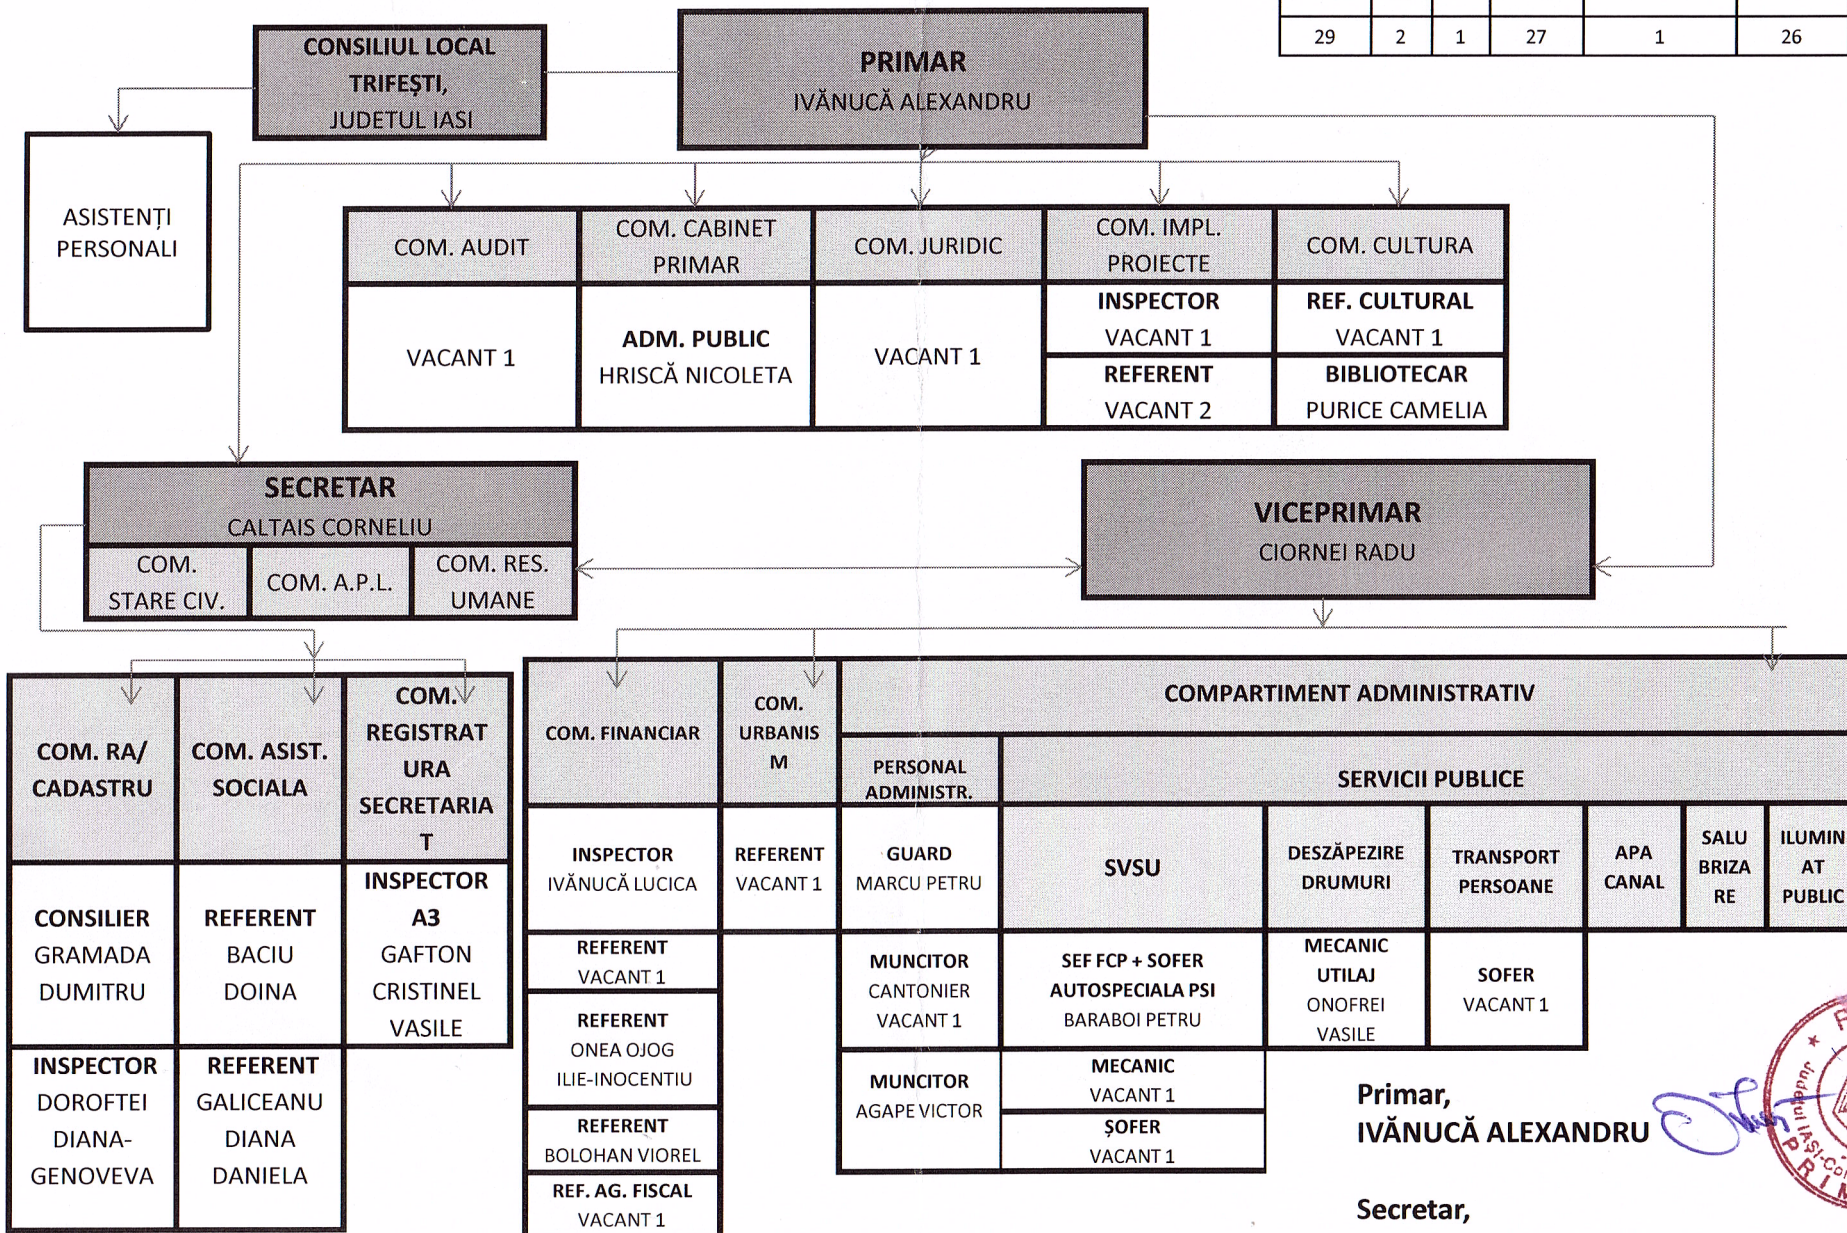 29 2 1 27 1 26
CONSILIUL LOCAL
TRIFEȘTI,
JUDETUL IASI
PRIMAR
IVĂNUCĂ ALEXANDRU
ASISTENȚI
PERSONALI
COM. AUDIT
VACANT 1
COM. CABINET
PRIMAR
ADM. PUBLIC
HRISCĂ NICOLETA
COM. JURIDIC
VACANT 1
COM. IMPL.
PROIECTE
INSPECTOR
VACANT 1
REFERENT
VACANT 2
COM. CULTURA
REF. CULTURAL
VACANT 1
BIBLIOTECAR
PURICE CAMELIA
SECRETAR
CALTAIS CORNELIU
COM.
STARE CIV.
COM. A.P.L.
COM. RES.
UMANE
VICEPRIMAR
CIORNEI RADU
COM. RA/
CADASTRU
CONSILIER
GRAMADA
DUMITRU
INSPECTOR
DOROFTEI
DIANA-
GENOVEVA
COM. ASIST.
SOCIALA
REFERENT
BACIU
DOINA
REFERENT
GALICEANU
DIANA
DANIELA
COM.
REGISTRAT
URA
SECRETARIA
T
INSPECTOR
A3
GAFTON
CRISTINEL
VASILE
COM. FINANCIAR
INSPECTOR
IVĂNUCĂ LUCICA
REFERENT
VACANT 1
REFERENT
ONEA OJOG
ILIE-INOCENTIU
REFERENT
BOLOHAN VIOREL
REF. AG. FISCAL
VACANT 1
COM.
URBANIS
M
REFERENT
VACANT 1
COMPARTIMENT ADMINISTRATIV
PERSONAL
ADMINISTR.
GUARD
MARCU PETRU
MUNCITOR
CANTONIER
VACANT 1
MUNCITOR
AGAPE VICTOR
SERVICII PUBLICE
SVSU
SEF FCP + SOFER
AUTOSPECIALA PSI
BARABOI PETRU
MECANIC
VACANT 1
ȘOFER
VACANT 1
DESZĂPEZIRE
DRUMURI
MECANIC
UTILAJ
ONOFREI
VASILE
TRANSPORT
PERSOANE
SOFER
VACANT 1
APA
CANAL
SALU
BRIZA
RE
ILUMIN
AT
PUBLIC
Primar,
IVĂNUCĂ ALEXANDRU
Secretar,
Județul IAȘI